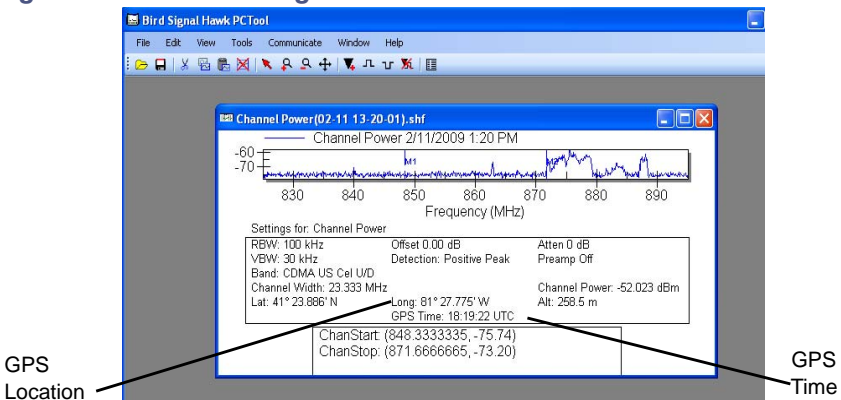 Bird Signal Hawk PCTool
File Edit View Tools Communicate Window Help
Channel Power(02-11 13-20-01).shf
Channel Power 2/11/2009 1:20 PM
-60
-70
M1
830 840 850 860 870 880 890
Frequency (MHz)
Settings for: Channel Power
RBW: 100 kHz Offset 0.00 dB Atten 0 dB
VBW: 30 kHz Detection: Positive Peak Preamp Off
Band: CDMA US Cel U/D
Channel Width: 23.333 MHz Channel Power: -52.023 dBm
Lat: 41° 23.886' N Long: 81° 27.775' W Alt: 258.5 m
GPS Time: 18:19:22 UTC
ChanStart: (848.3333335, -75.74)
ChanStop: (871.6666665, -73.20)
GPS
Location
GPS
Time